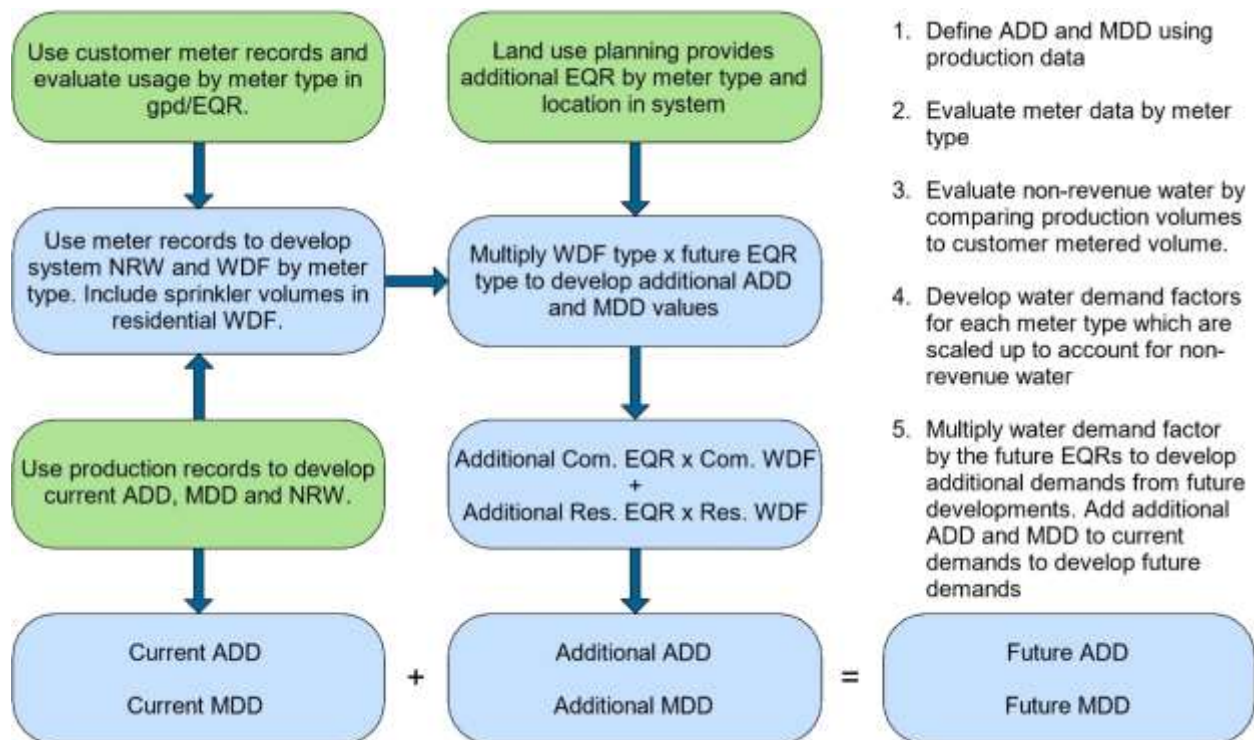 Use customer meter records and
evaluate usage by meter type in
gpd/EQR.
Land use planning provides
additional EQR by meter type and
location in system
Use meter records to develop
system NRW and WDF by meter
type. Include sprinkler volumes in
residential WDF.
Multiply WDF type x future EQR
type to develop additional ADD
and MDD values
Use production records to develop
current ADD, MDD and NRW.
Additional Com. EQR x Com. WDF
+
Additional Res. EQR x Res. WDF
Current ADD
Current MDD
+
Additional ADD
Additional MDD
=
Future ADD
Future MDD
1. Define ADD and MDD using
production data
2. Evaluate meter data by meter
type
3. Evaluate non-revenue water by
comparing production volumes
to customer metered volume.
4. Develop water demand factors
for each meter type which are
scaled up to account for non-
revenue water
5. Multiply water demand factor
by the future EQRs to develop
additional demands from future
developments. Add additional
ADD and MDD to current
demands to develop future
demands